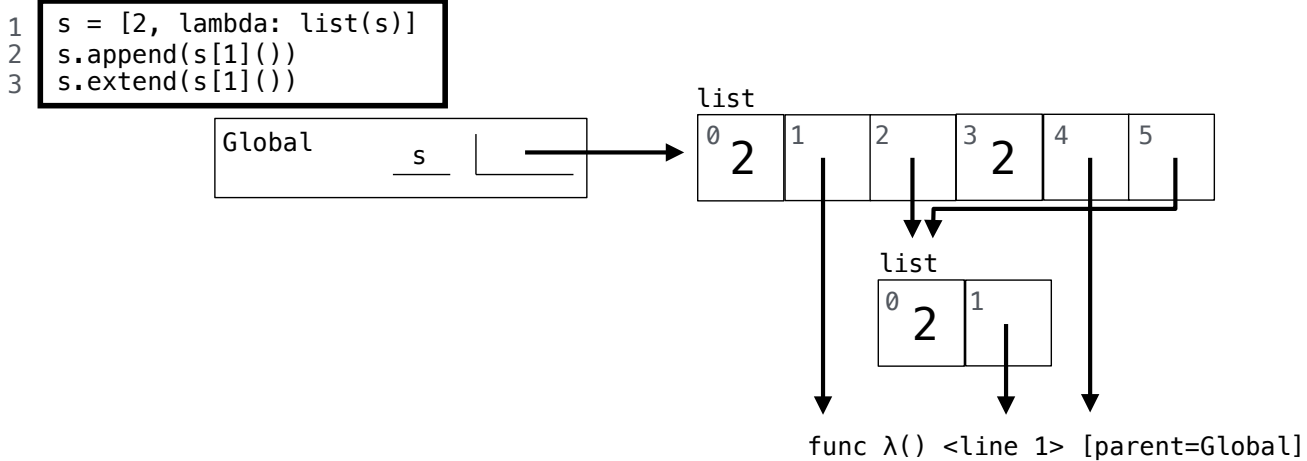 1 s = [2, lambda: list(s)]
2 s.append(s[1]())
3 s.extend(s[1]())
list
Global s
0 2 1 2 3 2 4 5
list
0 2 1
func λ() <line 1> [parent=Global]